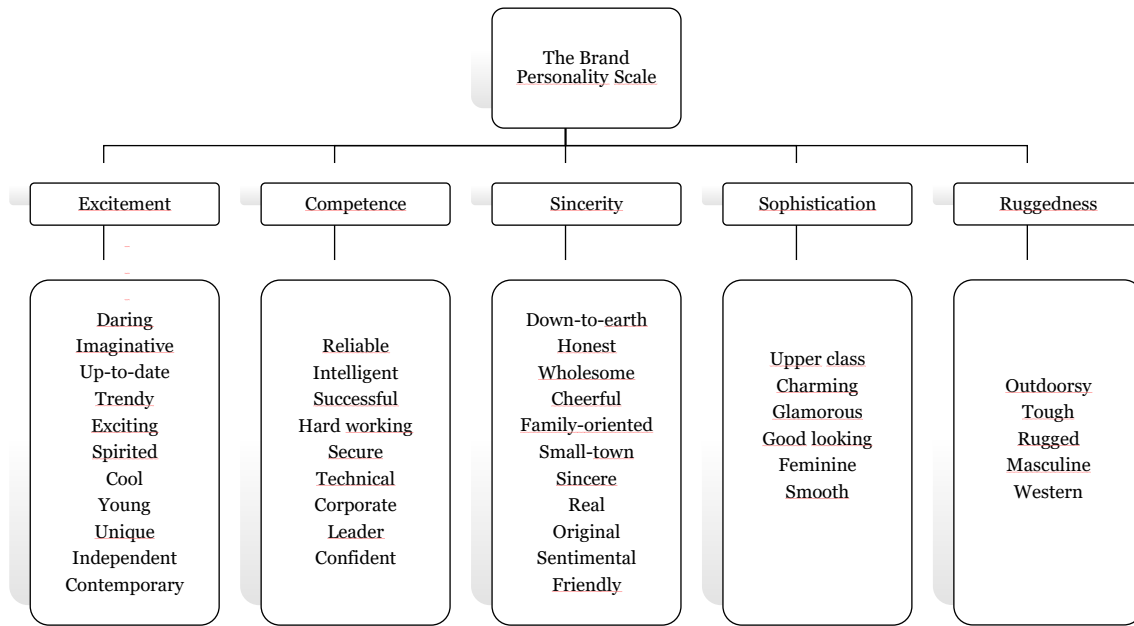 The Brand
Personality Scale
Excitement
Competence
Sincerity
Sophistication
Ruggedness
Daring
Imaginative
Up-to-date
Trendy
Exciting
Spirited
Cool
Young
Unique
Independent
Contemporary
Reliable
Intelligent
Successful
Hard working
Secure
Technical
Corporate
Leader
Confident
Down-to-earth
Honest
Wholesome
Cheerful
Family-oriented
Small-town
Sincere
Real
Original
Sentimental
Friendly
Upper class
Charming
Glamorous
Good looking
Feminine
Smooth
Outdoorsy
Tough
Rugged
Masculine
Western